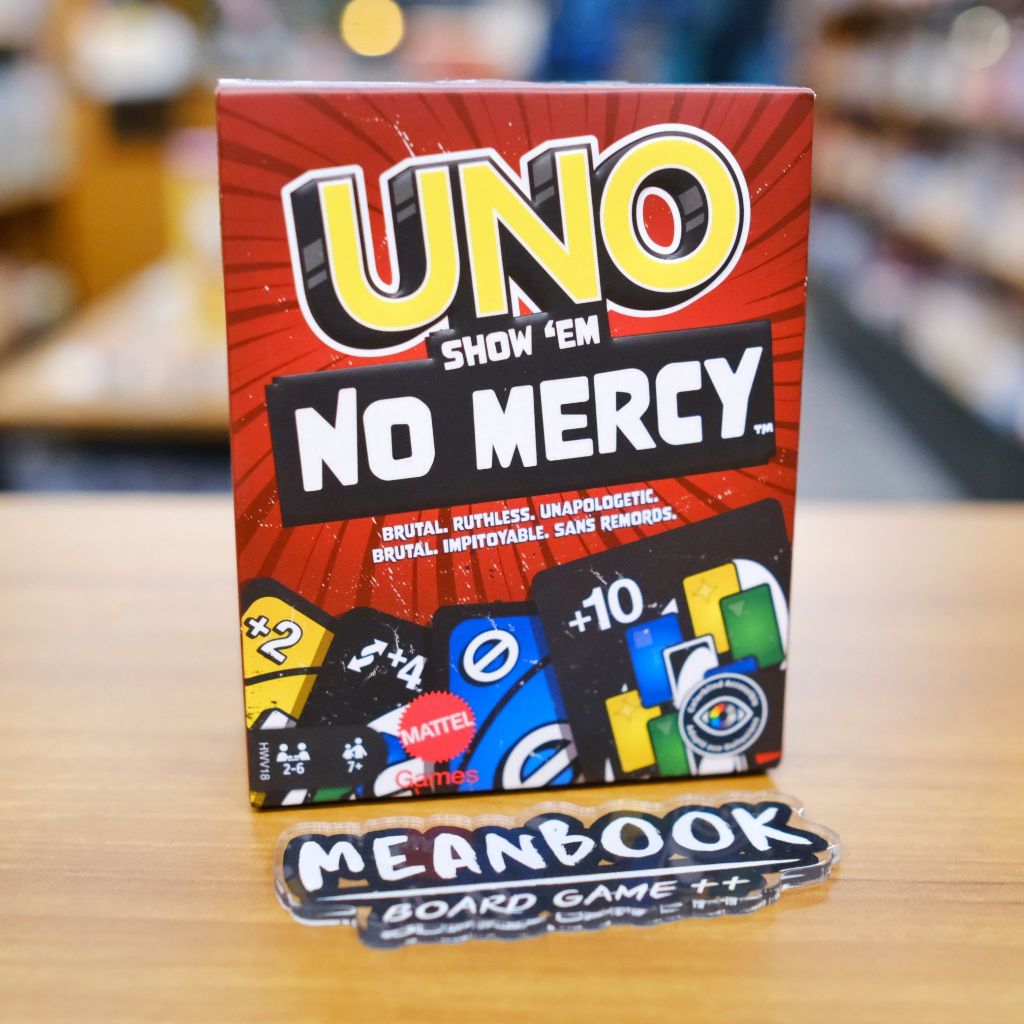 UNO
SHOW 'EM
NO MERCY™
BRUTAL. RUTHLESS. UNAPOLOGETIC.
BRUTAL. IMPITOYABLE. SANS REMORDS.
+2
+4
+10
HWV18
2-6
7+
MATTEL
Games
MEANBOOK
BOARD GAME ++